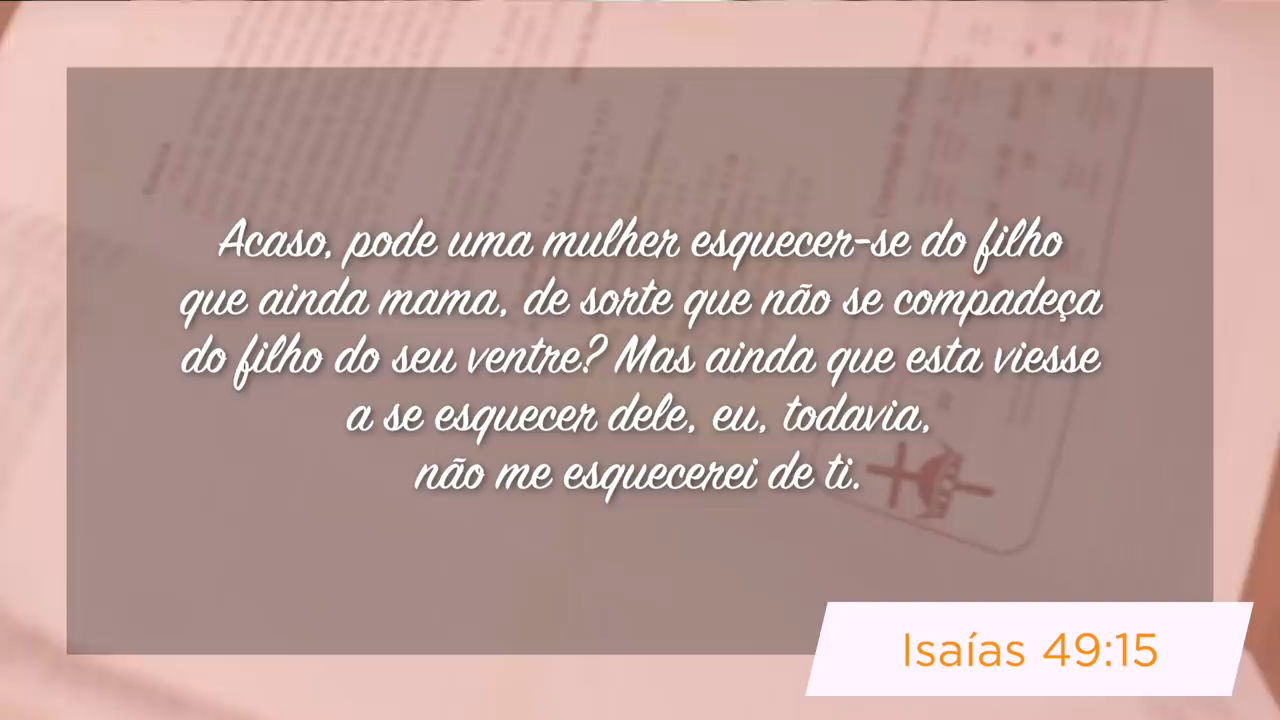 Acaso, pode uma mulher esquecer-se do filho
que ainda mama, de sorte que não se compadeça
do filho do seu ventre? Mas ainda que esta viesse
a se esquecer dele, eu, todavia,
não me esquecerei de ti.
Isaías 49:15